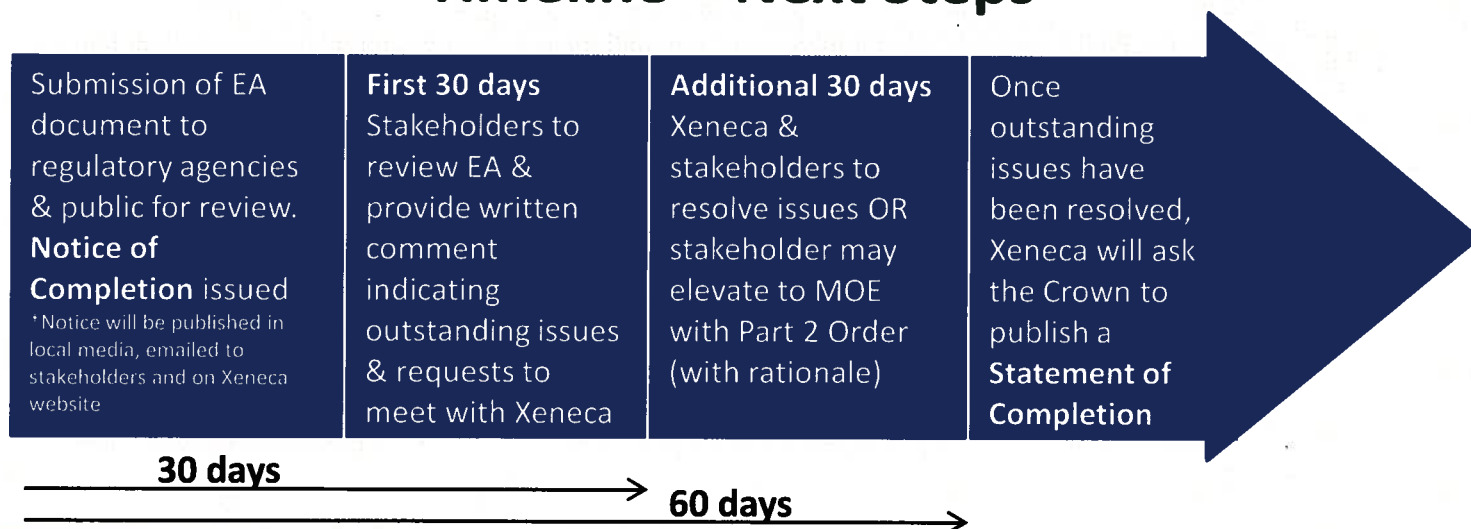 Timeline – Next Steps
Submission of EA
document to
regulatory agencies
& public for review.
Notice of
Completion issued
*Notice will be published in
local media, emailed to
stakeholders and on Xeneca
website
First 30 days
Stakeholders to
review EA &
provide written
comment
indicating
outstanding issues
& requests to
meet with Xeneca
Additional 30 days
Xeneca &
stakeholders to
resolve issues OR
stakeholder may
elevate to MOE
with Part 2 Order
(with rationale)
Once
outstanding
issues have
been resolved,
Xeneca will ask
the Crown to
publish a
Statement of
Completion
30 days
60 days